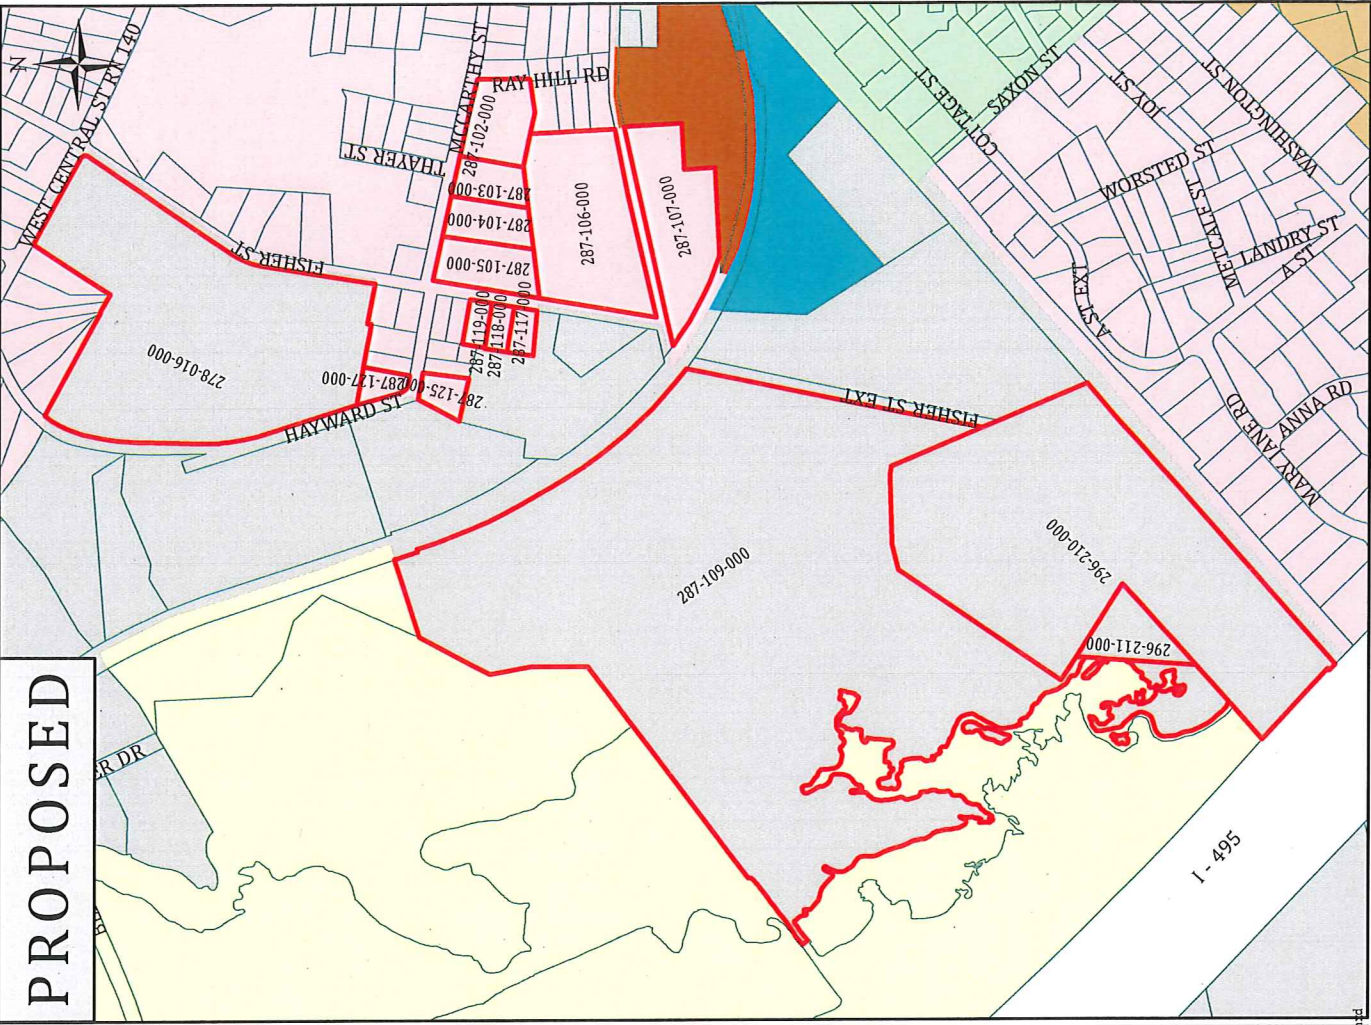 N
WEST CENTRAL ST RN 140
MCCARTHY ST
RAY HILL RD
THAYER ST
FISHER ST
287-102-000
287-103-000
287-104-000
287-105-000
287-106-000
287-107-000
287-119-000
287-118-000
287-117-000
287-125-000
287-127-000
278-016-000
HAYWARD ST
FISHER ST EXT
287-109-000
296-210-000
296-211-000
COTTAGE ST
SAXON ST
JOY ST
WASHINGTON ST
WORSTED ST
METCALF ST
LANDRY ST
A ST
A ST EXT
MARY JANE RD
ANNA RD
ER DR
I - 495
PROPOSED